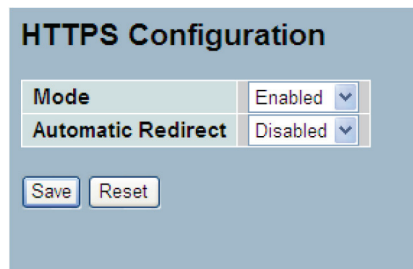 HTTPS Configuration
Mode Enabled
Automatic Redirect Disabled
Save Reset